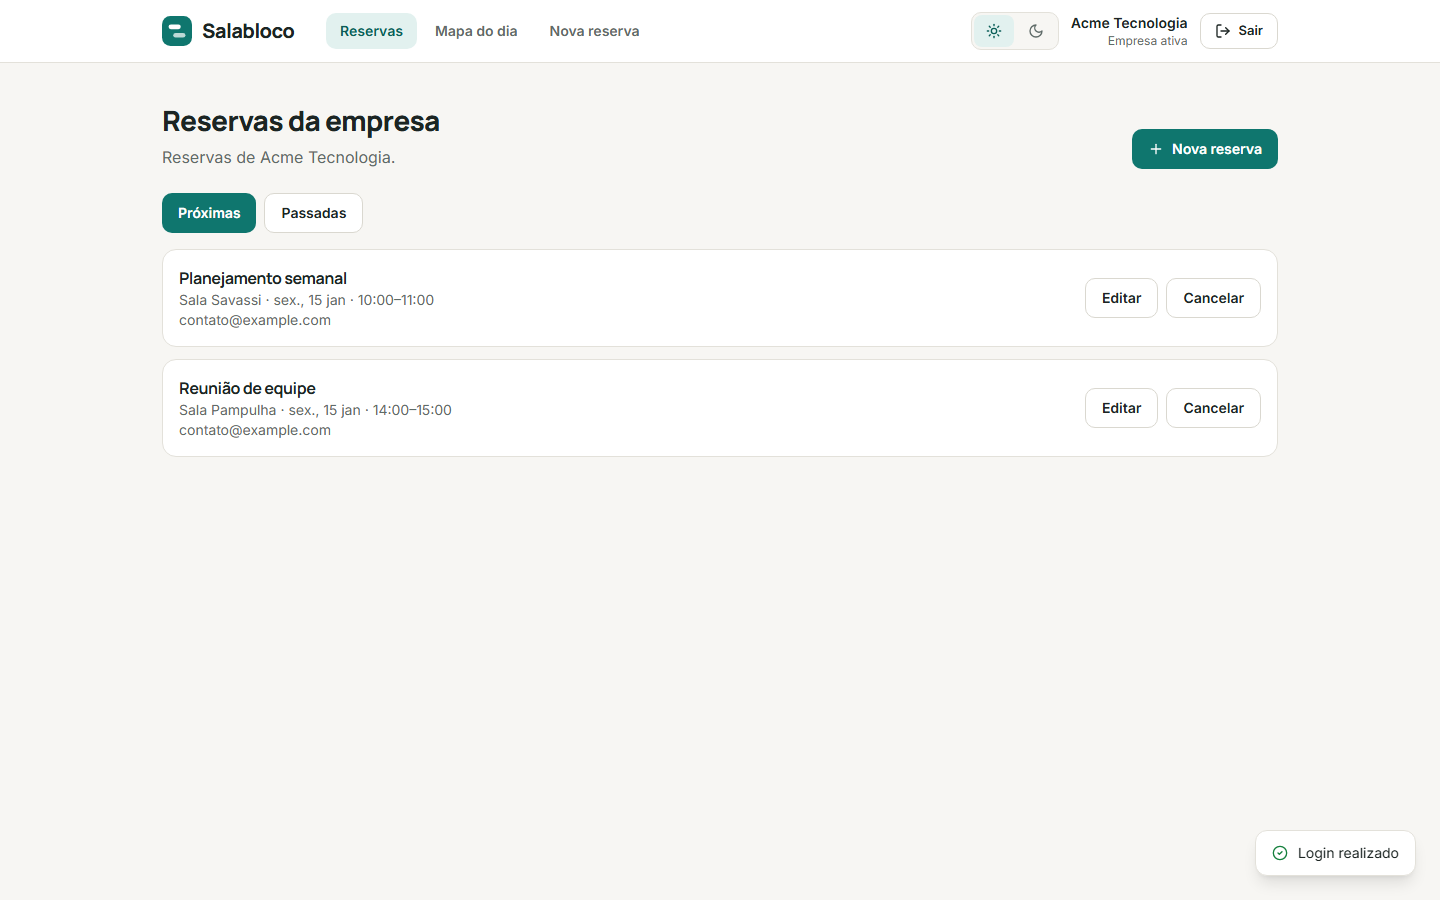 Salabloco
Reservas
Mapa do dia
Nova reserva
Acme Tecnologia
Empresa ativa
Sair
Reservas da empresa
Reservas de Acme Tecnologia.
Nova reserva
Próximas
Passadas
Planejamento semanal
Sala Savassi · sex., 15 jan · 10:00–11:00
contato@example.com
Editar
Cancelar
Reunião de equipe
Sala Pampulha · sex., 15 jan · 14:00–15:00
contato@example.com
Editar
Cancelar
Login realizado